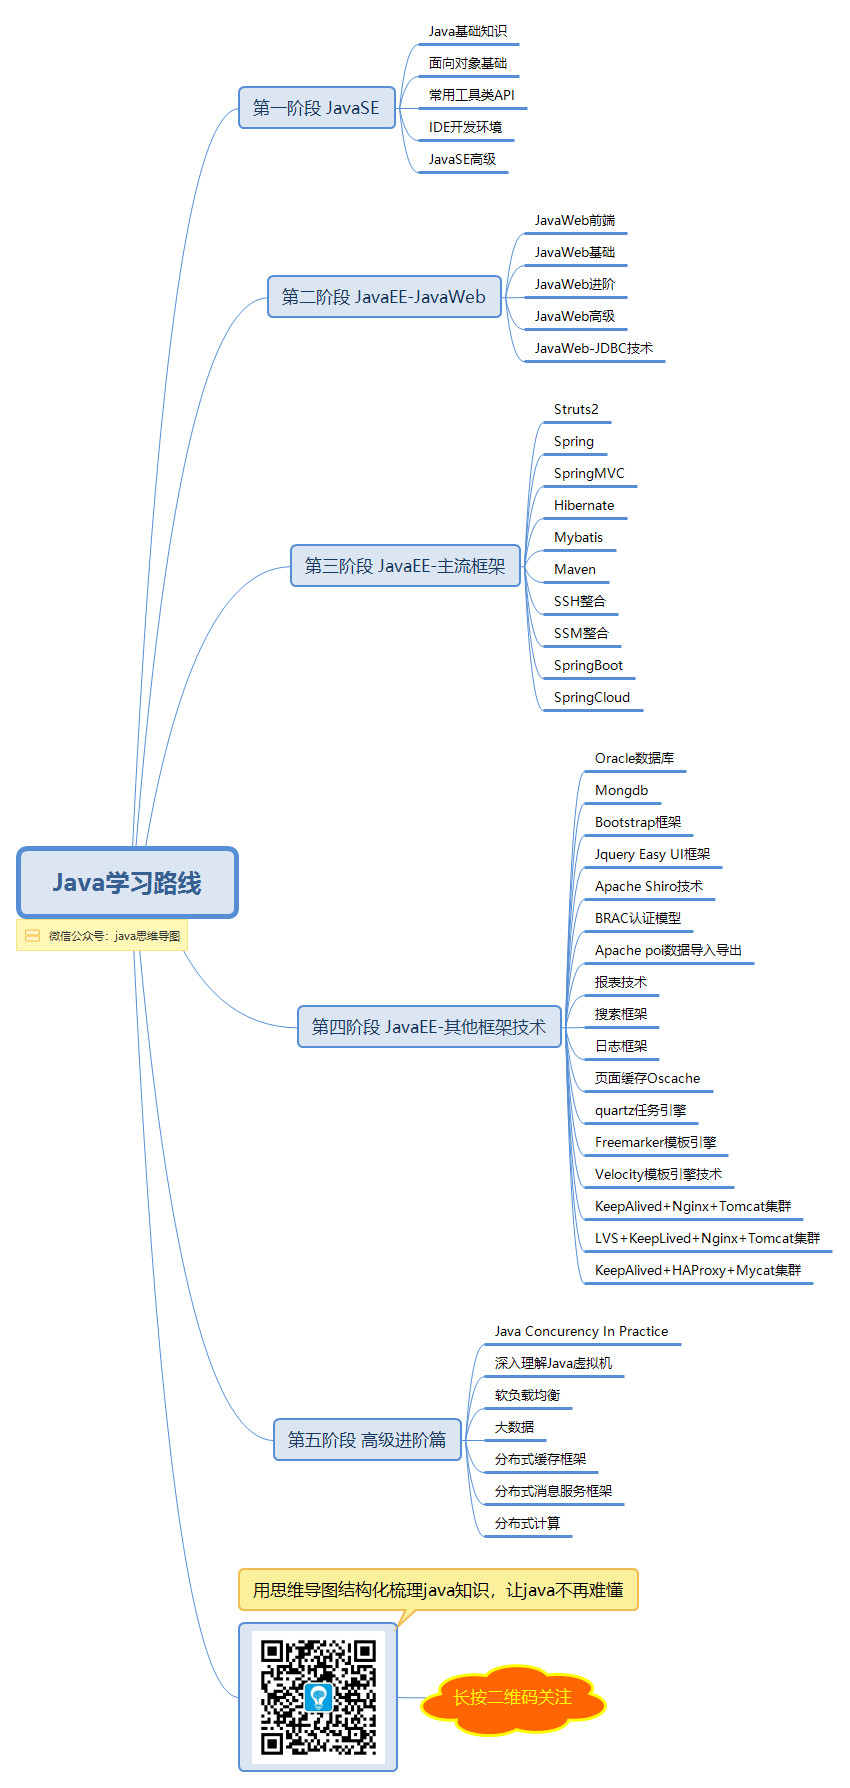 Java学习路线
微信公众号：java思维导图
第一阶段 JavaSE
Java基础知识
面向对象基础
常用工具类API
IDE开发环境
JavaSE高级
第二阶段 JavaEE-JavaWeb
JavaWeb前端
JavaWeb基础
JavaWeb进阶
JavaWeb高级
JavaWeb-JDBC技术
第三阶段 JavaEE-主流框架
Struts2
Spring
SpringMVC
Hibernate
Mybatis
Maven
SSH整合
SSM整合
SpringBoot
SpringCloud
第四阶段 JavaEE-其他框架技术
Oracle数据库
Mongdb
Bootstrap框架
Jquery Easy UI框架
Apache Shiro技术
BRAC认证模型
Apache poi数据导入导出
报表技术
搜索框架
日志框架
页面缓存Oscache
quartz任务引擎
Freemarker模板引擎
Velocity模板引擎技术
KeepAlived+Nginx+Tomcat集群
LVS+KeepLived+Nginx+Tomcat集群
KeepAlived+HAProxy+Mycat集群
第五阶段 高级进阶篇
Java Concurency In Practice
深入理解Java虚拟机
软负载均衡
大数据
分布式缓存框架
分布式消息服务框架
分布式计算
用思维导图结构化梳理java知识，让java不再难懂
长按二维码关注